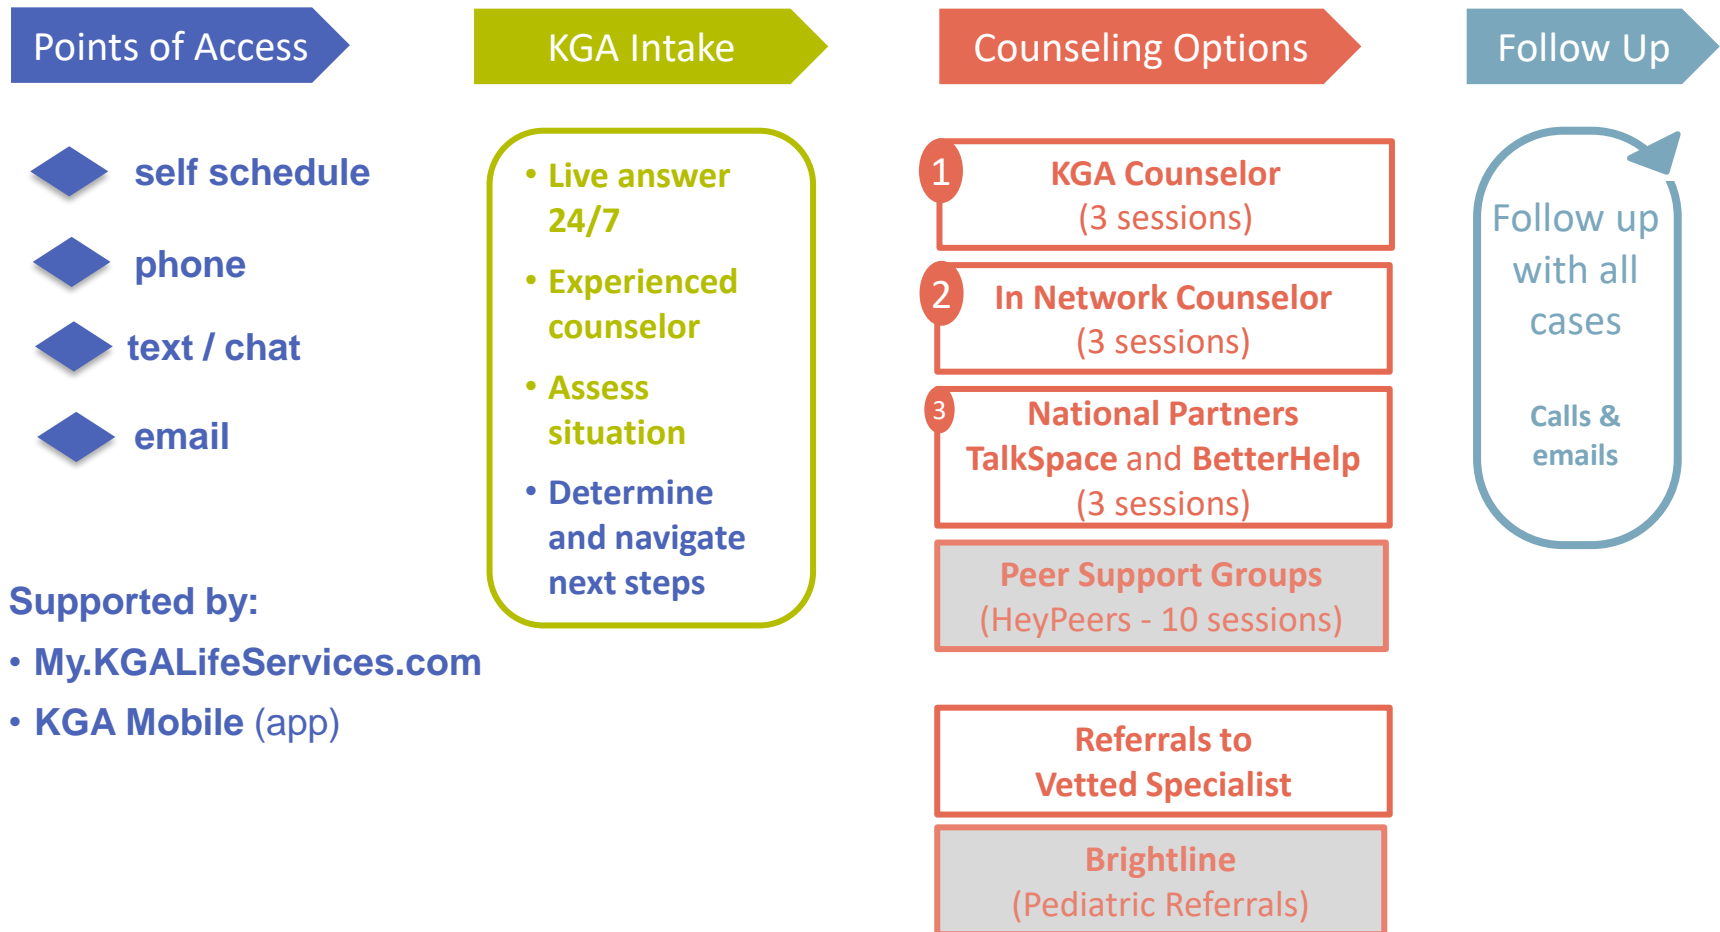 Points of Access
self schedule
phone
text / chat
email
Supported by:
• My.KGALifeServices.com
• KGA Mobile (app)
KGA Intake
• Live answer
24/7
• Experienced
counselor
• Assess
situation
• Determine
and navigate
next steps
Counseling Options
1
KGA Counselor
(3 sessions)
2
In Network Counselor
(3 sessions)
3
National Partners
TalkSpace and BetterHelp
(3 sessions)
Peer Support Groups
(HeyPeers - 10 sessions)
Referrals to
Vetted Specialist
Brightline
(Pediatric Referrals)
Follow Up
Follow up
with all
cases
Calls &
emails